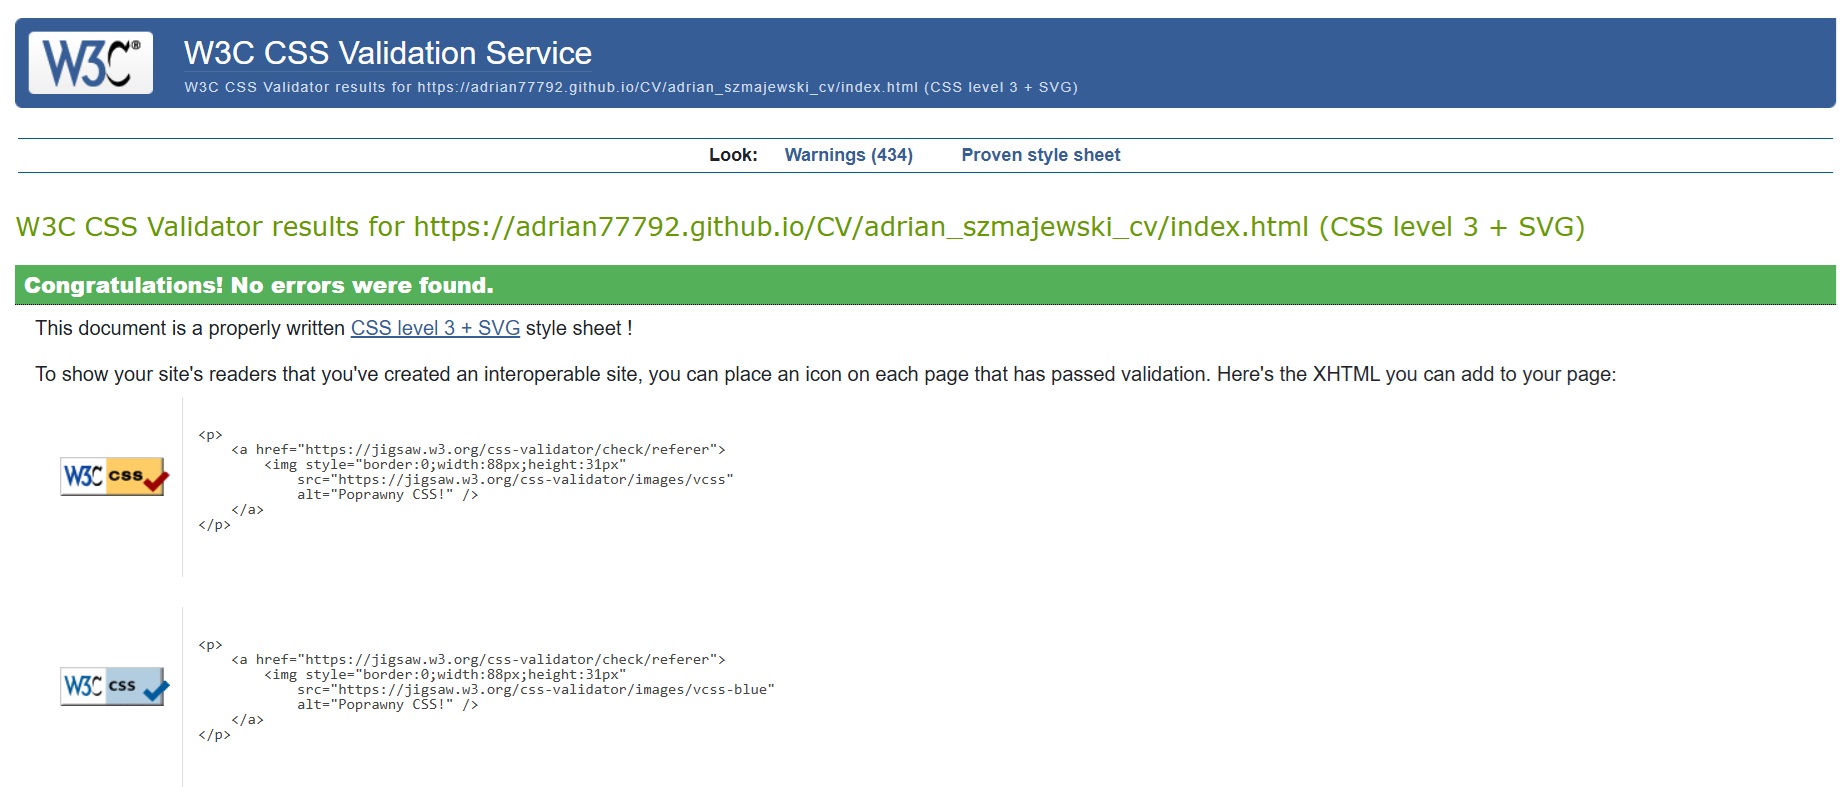 W3C®
W3C CSS Validation Service
W3C CSS Validator results for https://adrian77792.github.io/CV/adrian_szmajewski_cv/index.html (CSS level 3 + SVG)
Look: Warnings (434) Proven style sheet
W3C CSS Validator results for https://adrian77792.github.io/CV/adrian_szmajewski_cv/index.html (CSS level 3 + SVG)
Congratulations! No errors were found.
This document is a properly written CSS level 3 + SVG style sheet !
To show your site's readers that you've created an interoperable site, you can place an icon on each page that has passed validation. Here's the XHTML you can add to your page:
W3C css
<p>
<a href="https://jigsaw.w3.org/css-validator/check/referer">
<img style="border:0;width:88px;height:31px"
src="https://jigsaw.w3.org/css-validator/images/vcss"
alt="Poprawny CSS!" />
</a>
</p>
W3C css
<p>
<a href="https://jigsaw.w3.org/css-validator/check/referer">
<img style="border:0;width:88px;height:31px"
src="https://jigsaw.w3.org/css-validator/images/vcss-blue"
alt="Poprawny CSS!" />
</a>
</p>